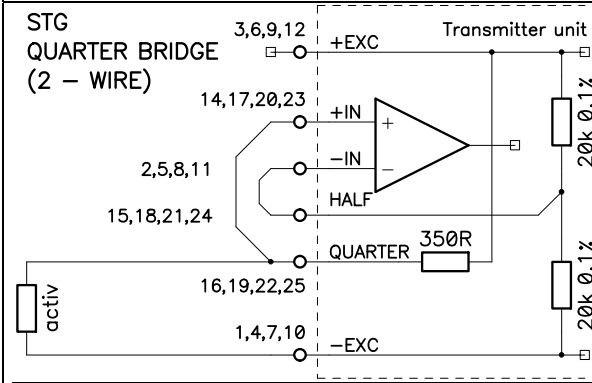 STG
QUARTER BRIDGE
(2 – WIRE)
3,6,9,12
+EXC
Transmitter unit
14,17,20,23
+IN
+
20k 0.1%
2,5,8,11
-IN
-
15,18,21,24
HALF
QUARTER
350R
16,19,22,25
activ
20k 0.1%
1,4,7,10
-EXC